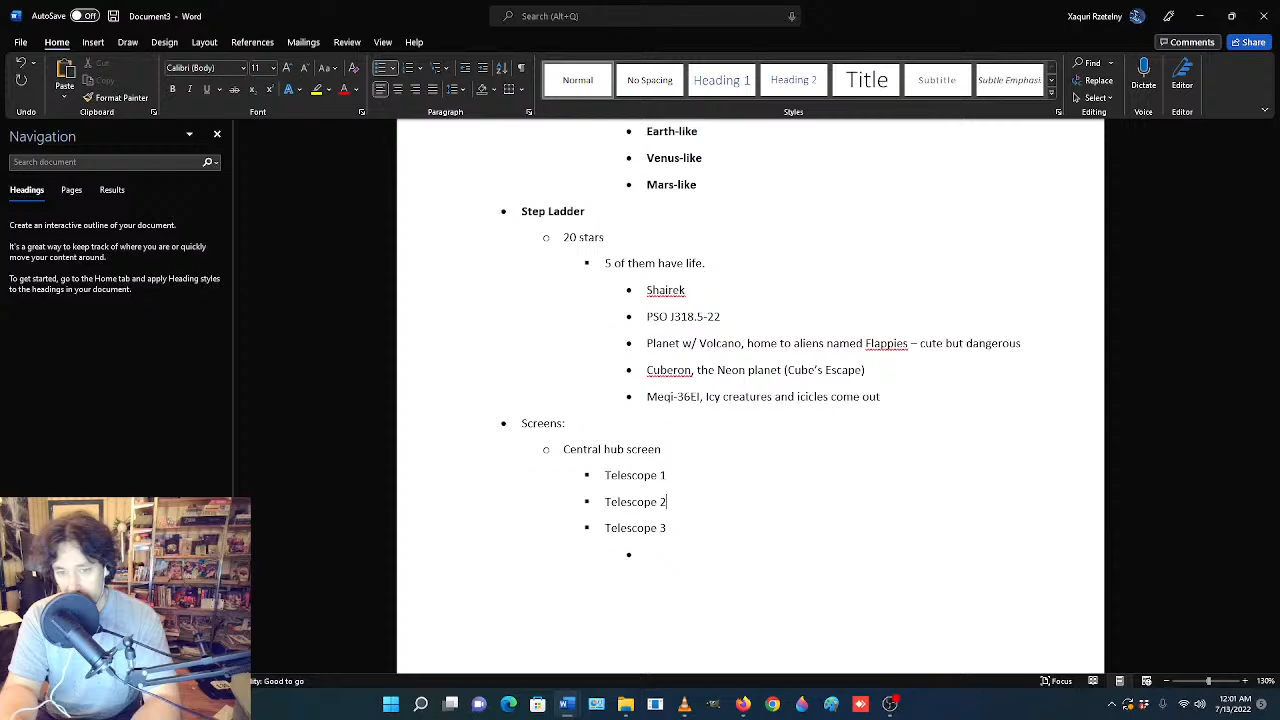 AutoSave Off Document3 - Word Search (Alt+Q) Xaquri Rzetelny
File Home Insert Draw Design Layout References Mailings Review View Help Comments Share
Cut
Copy
Paste Format Painter
Calibri (Body) 11
Normal No Spacing Heading 1 Heading 2 Title Subtitle Subtle Emphasis
Find
Replace
Select
Dictate Editor
Undo Clipboard Font Paragraph Styles Editing Voice Editor
Navigation
Search document
Headings Pages Results
Create an interactive outline of your document.
It's a great way to keep track of where you are or quickly
move your content around.
To get started, go to the Home tab and apply Heading styles
to the headings in your document.
• Earth-like
• Venus-like
• Mars-like
• Step Ladder
o 20 stars
▪ 5 of them have life.
• Shairek
• PSO J318.5-22
• Planet w/ Volcano, home to aliens named Flappies – cute but dangerous
• Cuberon, the Neon planet (Cube's Escape)
• Meqi-36EI, Icy creatures and icicles come out
• Screens:
o Central hub screen
▪ Telescope 1
▪ Telescope 2
▪ Telescope 3
•
lity: Good to go Focus 130%
12:01 AM
7/13/2022